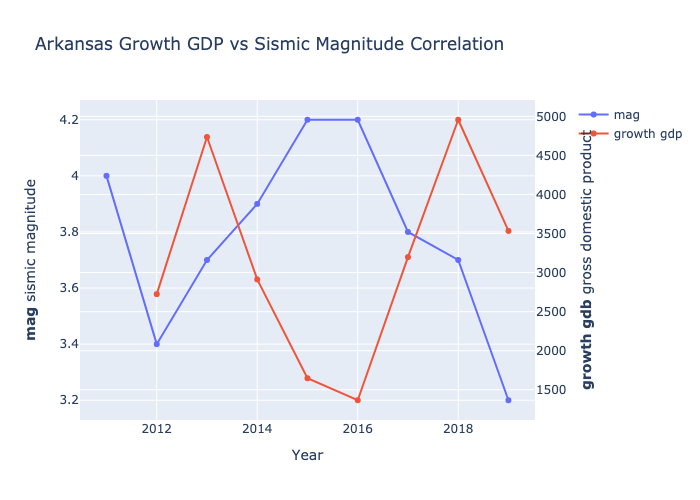 Arkansas Growth GDP vs Sismic Magnitude Correlation
mag
growth gdp
mag sismic magnitude
4.2
4
3.8
3.6
3.4
3.2
5000
4500
4000
3500
3000
2500
2000
1500
growth gdb gross domestic product
2012 2014 2016 2018
Year